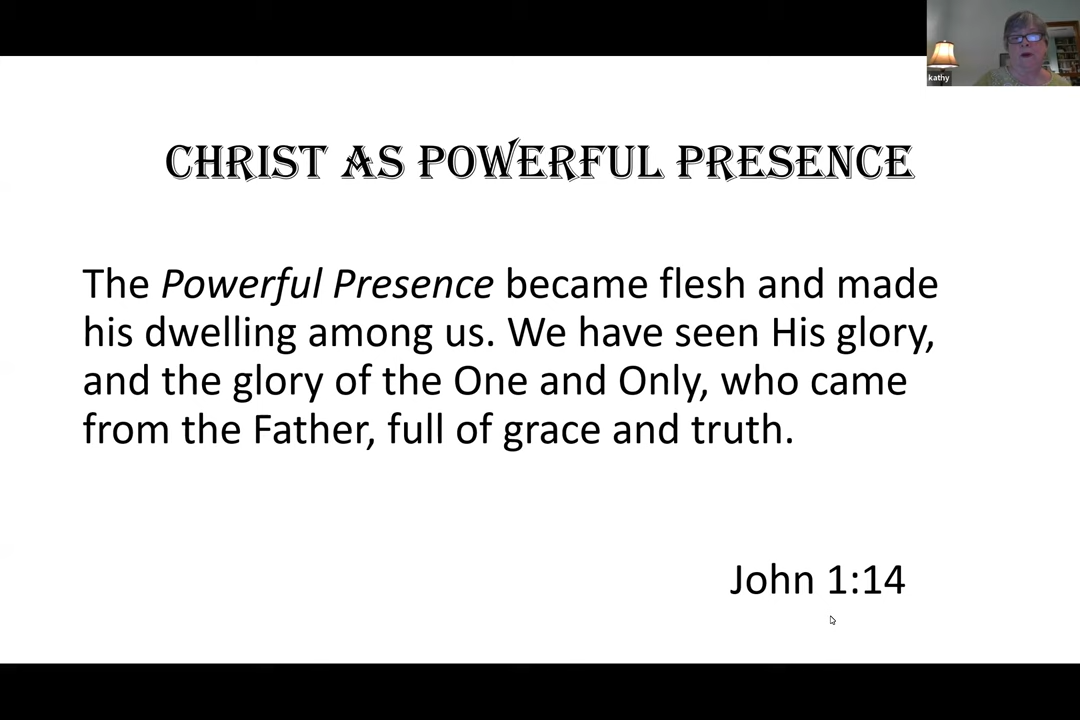 kathy
CHRIST AS POWERFUL PRESENCE
The Powerful Presence became flesh and made
his dwelling among us. We have seen His glory,
and the glory of the One and Only, who came
from the Father, full of grace and truth.
John 1:14